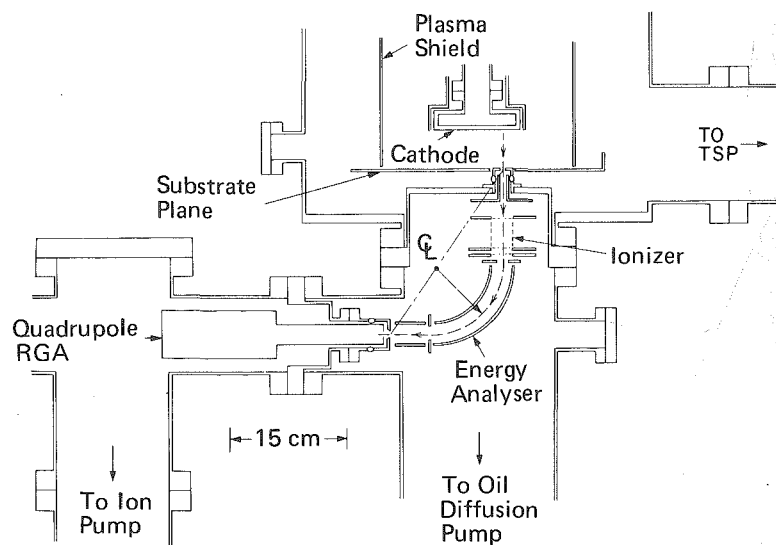 Plasma
Shield
Cathode
TO
TSP
Substrate
Plane
℄
Ionizer
Quadrupole
RGA
Energy
Analyser
15 cm
To Ion
Pump
To Oil
Diffusion
Pump